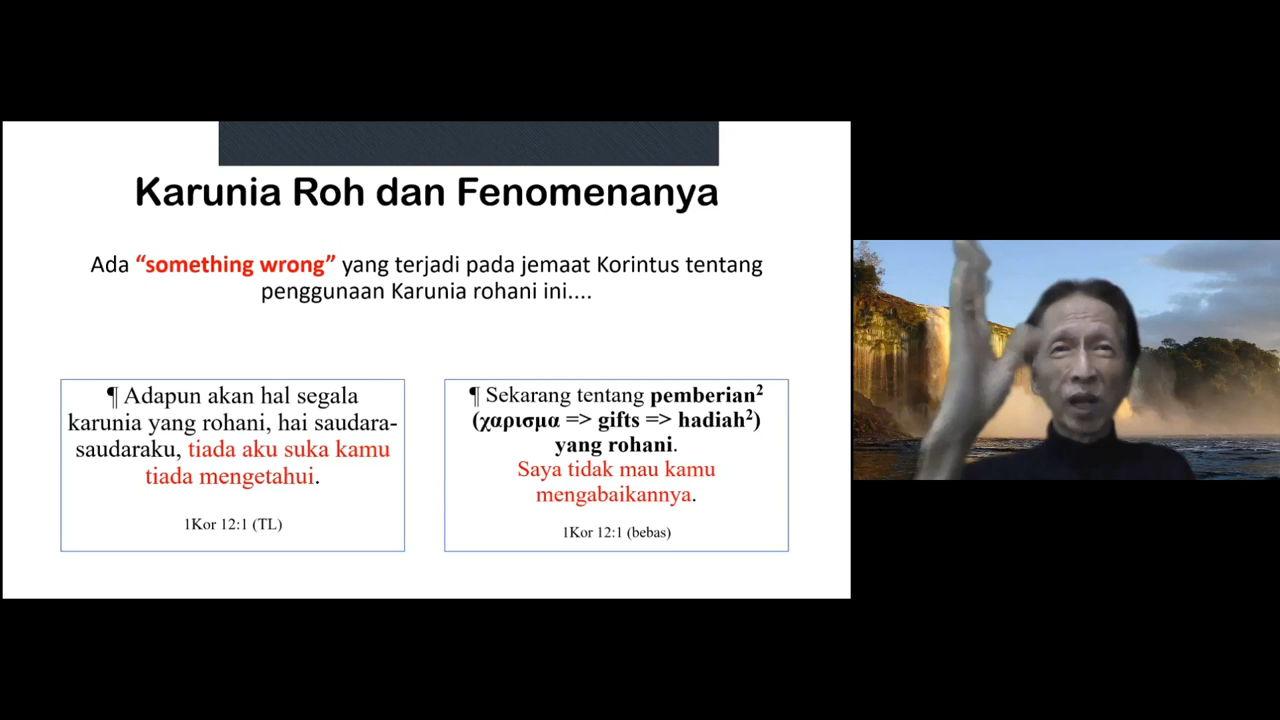 Karunia Roh dan Fenomenanya
Ada “something wrong” yang terjadi pada jemaat Korintus tentang
penggunaan Karunia rohani ini....
¶ Adapun akan hal segala
karunia yang rohani, hai saudara-
saudaraku, tiada aku suka kamu
tiada mengetahui.
1Kor 12:1 (TL)
¶ Sekarang tentang pemberian²
(χαρισμα => gifts => hadiah²)
yang rohani.
Saya tidak mau kamu
mengabaikannya.
1Kor 12:1 (bebas)